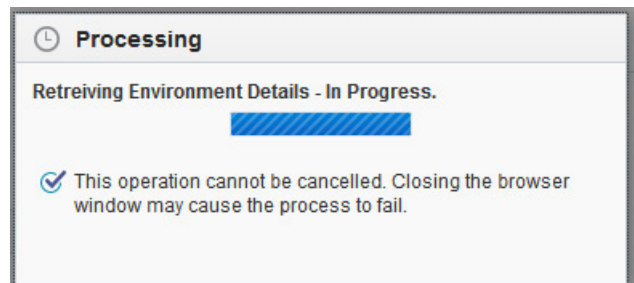 Processing
Retreiving Environment Details - In Progress.
This operation cannot be cancelled. Closing the browser
window may cause the process to fail.